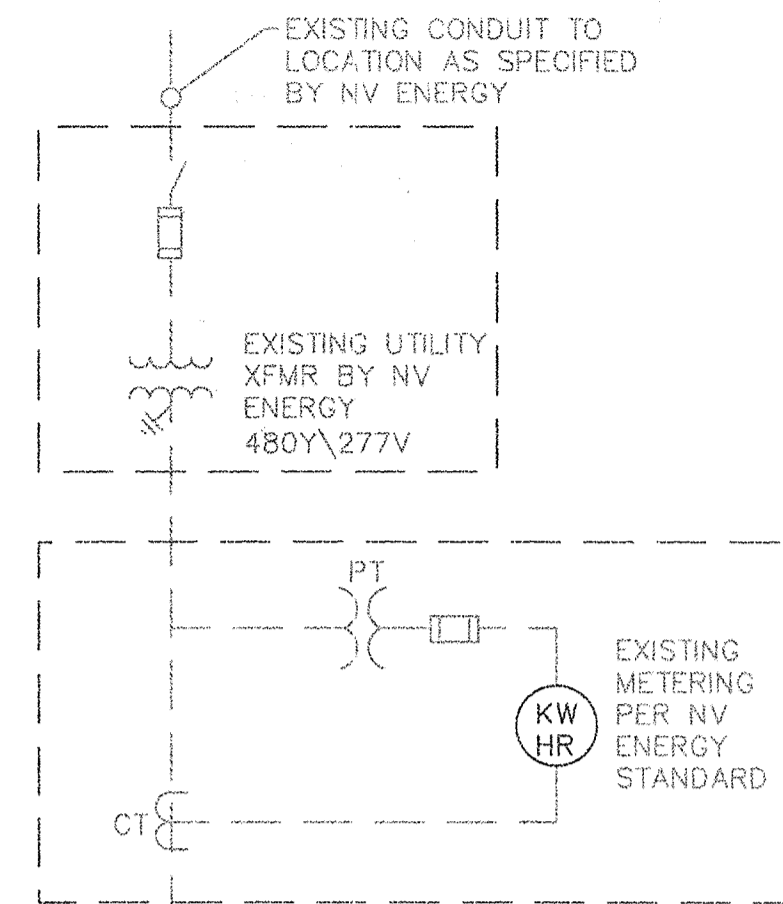 EXISTING CONDUIT TO
LOCATION AS SPECIFIED
BY NV ENERGY
EXISTING UTILITY
XFMR BY NV
ENERGY
480Y\277V
PT
EXISTING
METERING
PER NV
ENERGY
STANDARD
KW
HR
CT